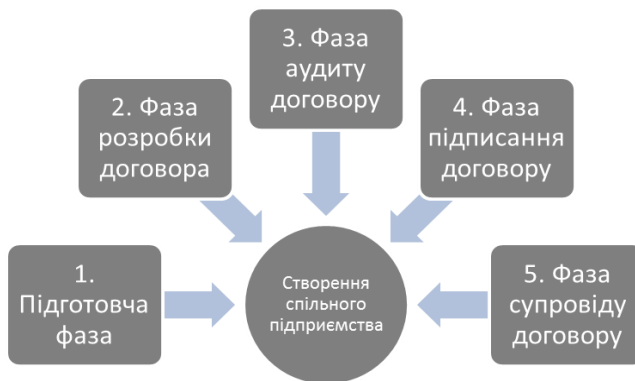 1.
Підготовча
фаза
2. Фаза
розробки
договора
3. Фаза
аудиту
договору
4. Фаза
підписання
договору
5. Фаза
супровіду
договору
Створення
спільного
підприємства